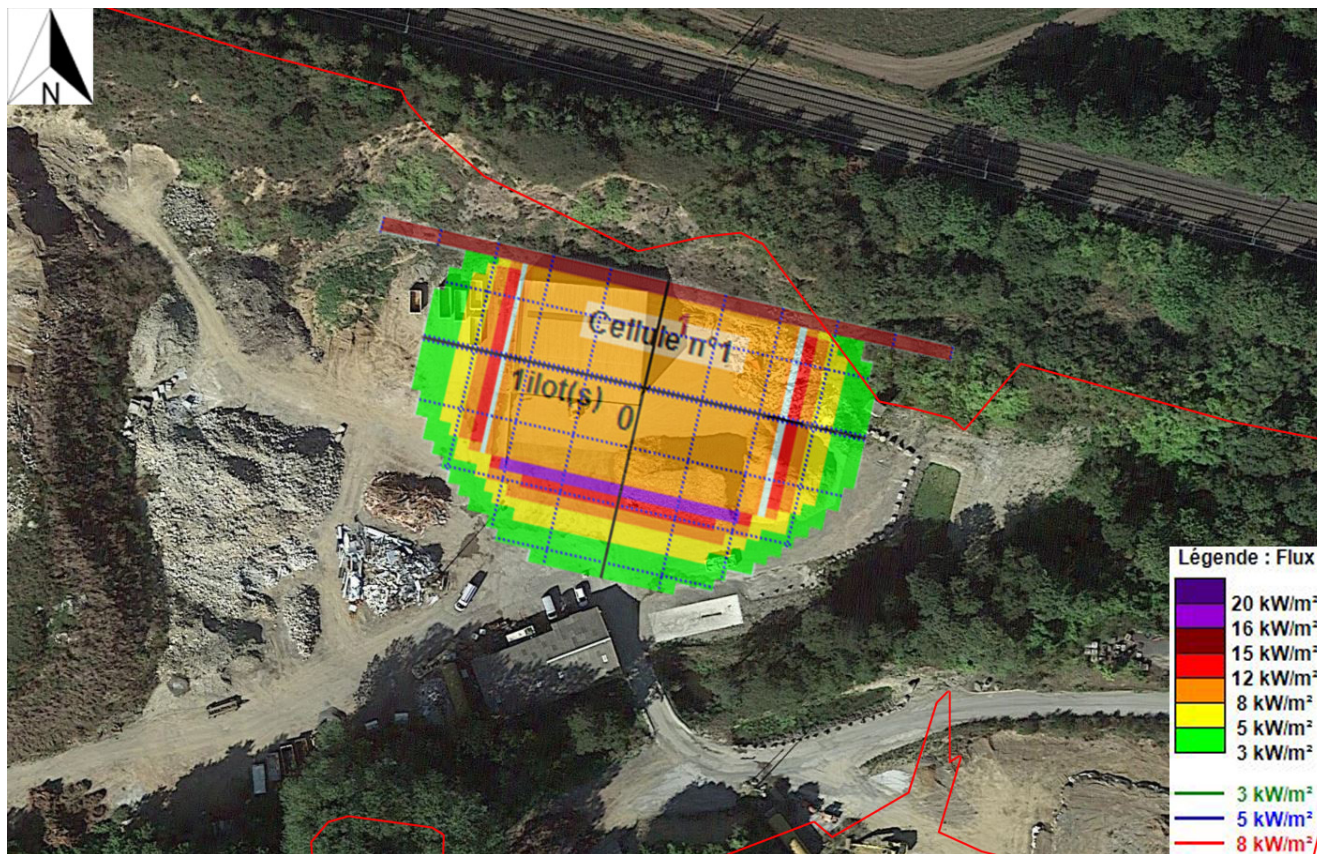 N
Cellule n°1
1ilot(s)
0
Légende : Flux
20 kW/m²
16 kW/m²
15 kW/m²
12 kW/m²
8 kW/m²
5 kW/m²
3 kW/m²
3 kW/m²
5 kW/m²
8 kW/m²